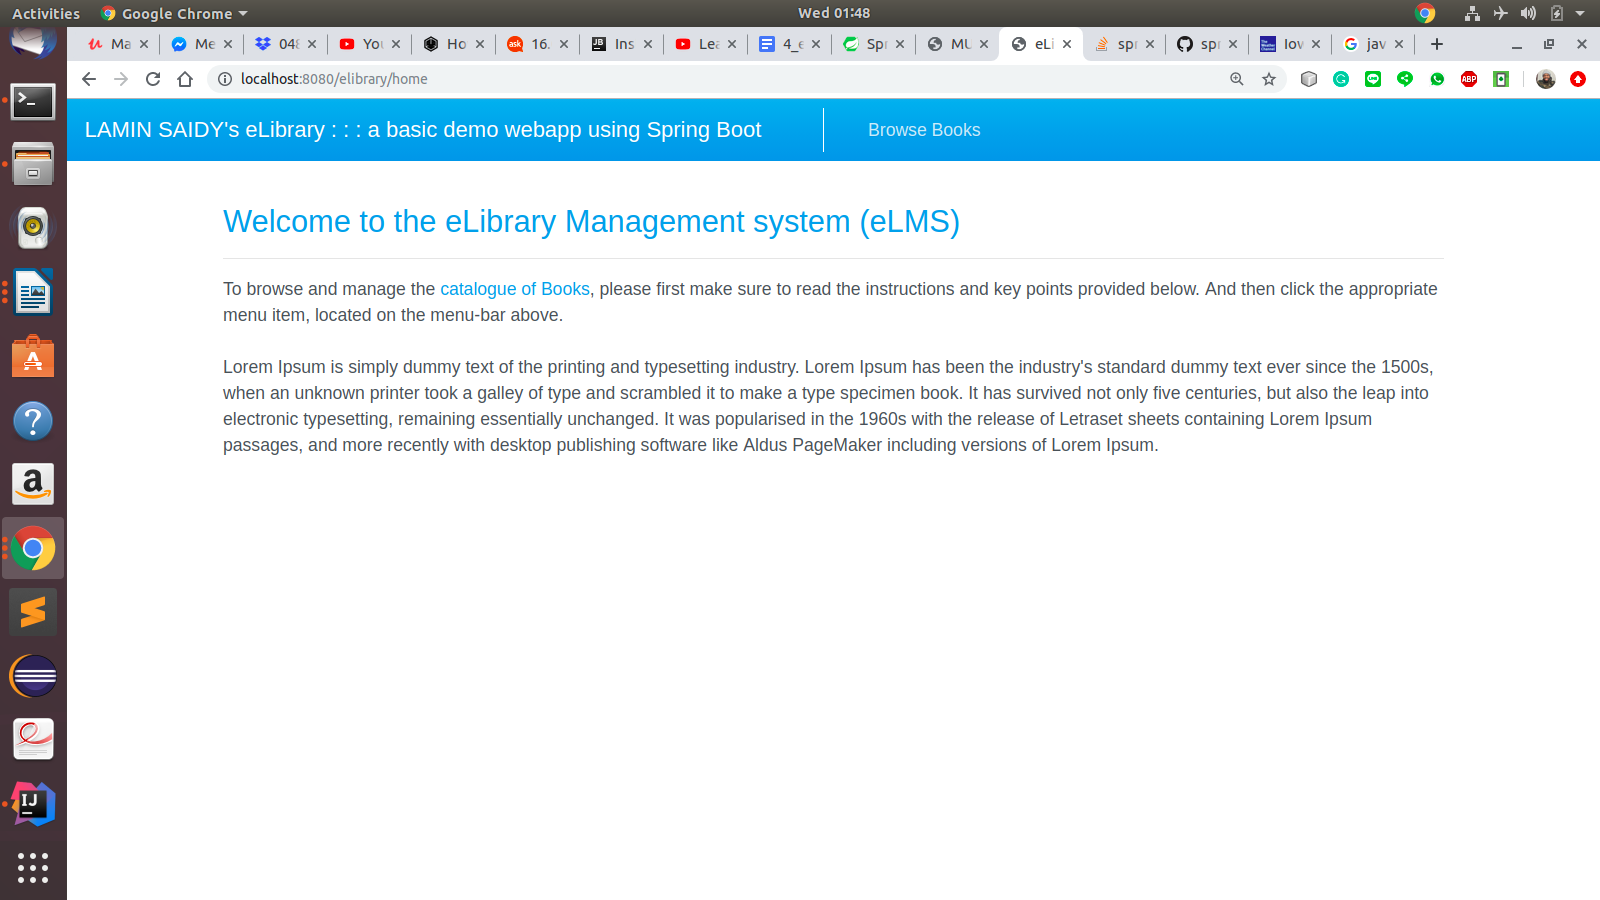 Activities
Google Chrome
Wed 01:48
Ma
Me
048
You
Ho
16.
Ins
Lea
4_e
Spr
MU
eLi
spr
spr
Iov
jav
localhost:8080/elibrary/home
LAMIN SAIDY's eLibrary : : : a basic demo webapp using Spring Boot
Browse Books
Welcome to the eLibrary Management system (eLMS)
To browse and manage the catalogue of Books, please first make sure to read the instructions and key points provided below. And then click the appropriate
menu item, located on the menu-bar above.
Lorem Ipsum is simply dummy text of the printing and typesetting industry. Lorem Ipsum has been the industry's standard dummy text ever since the 1500s,
when an unknown printer took a galley of type and scrambled it to make a type specimen book. It has survived not only five centuries, but also the leap into
electronic typesetting, remaining essentially unchanged. It was popularised in the 1960s with the release of Letraset sheets containing Lorem Ipsum
passages, and more recently with desktop publishing software like Aldus PageMaker including versions of Lorem Ipsum.